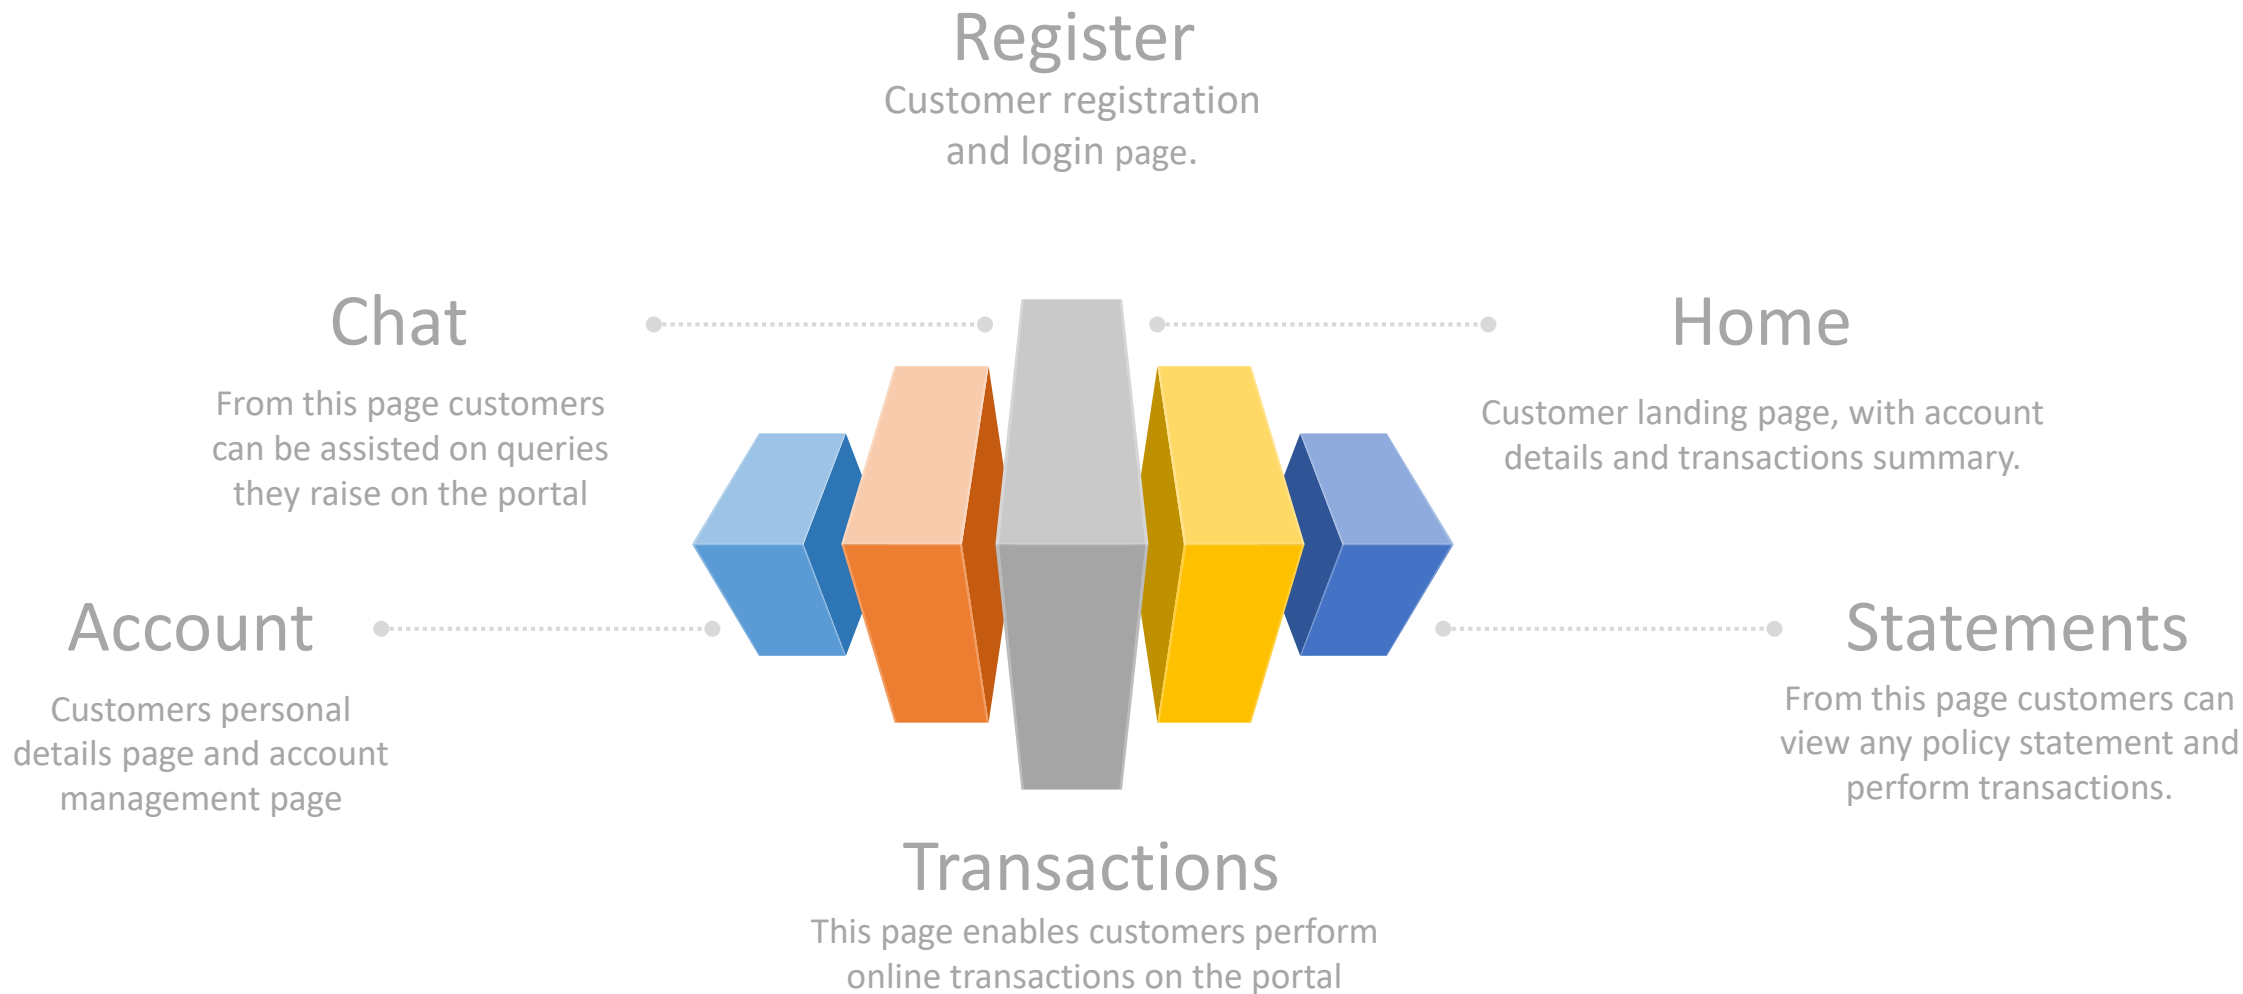 Register
Customer registration
and login page.
Chat
From this page customers
can be assisted on queries
they raise on the portal
Home
Customer landing page, with account
details and transactions summary.
Account
Customers personal
details page and account
management page
Statements
From this page customers can
view any policy statement and
perform transactions.
Transactions
This page enables customers perform
online transactions on the portal